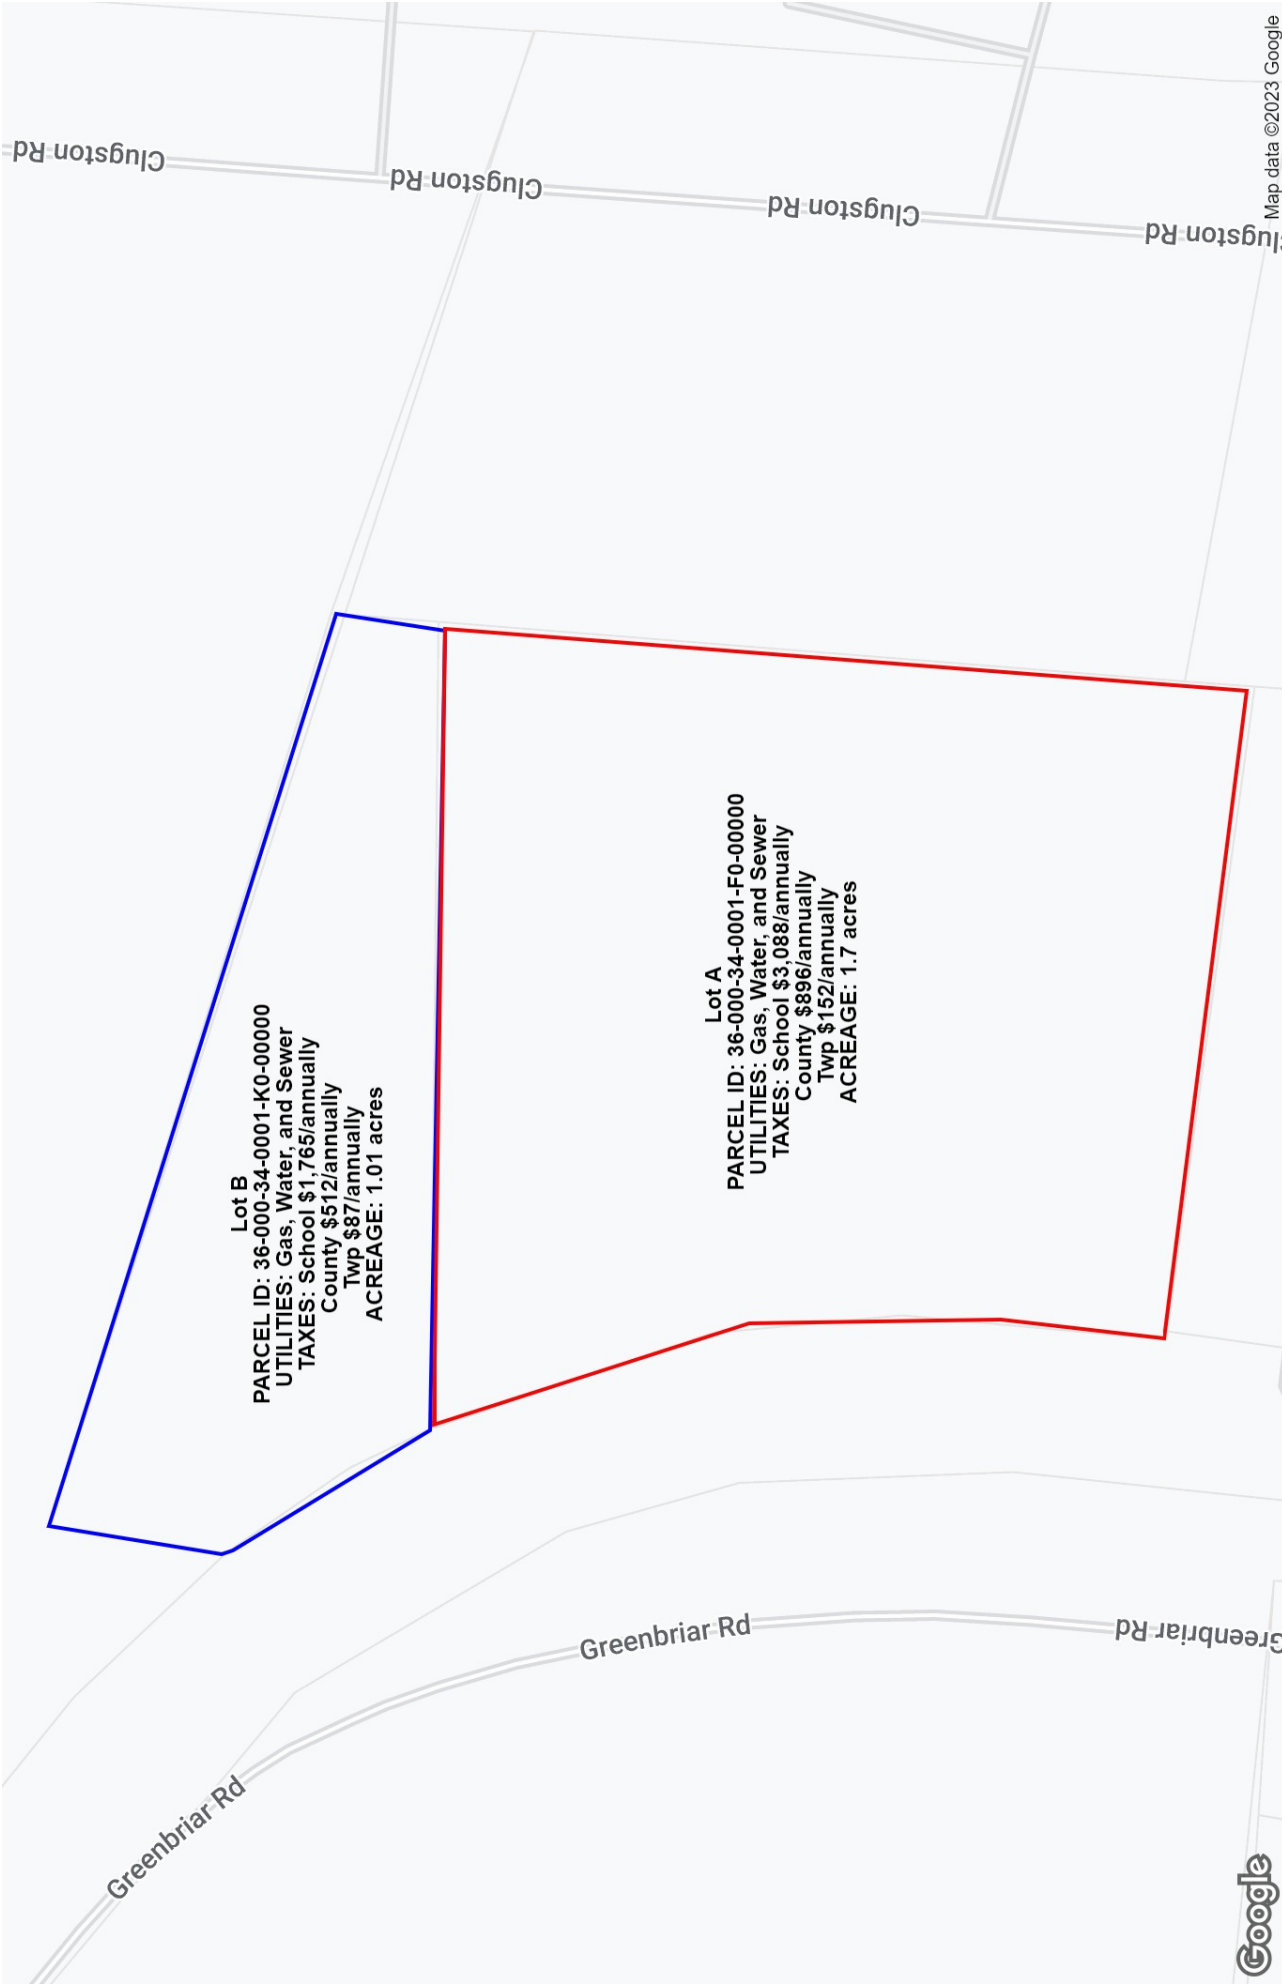 Clugston Rd
Clugston Rd
Clugston Rd
lugston Rd
Map data ©2023 Google
Lot B
PARCEL ID: 36-000-34-0001-K0-00000
UTILITIES: Gas, Water, and Sewer
TAXES: School $1,765/annually
County $512/annually
Twp $87/annually
ACREAGE: 1.01 acres
Lot A
PARCEL ID: 36-000-34-0001-F0-00000
UTILITIES: Gas, Water, and Sewer
TAXES: School $3,088/annually
County $896/annually
Twp $152/annually
ACREAGE: 1.7 acres
Greenbriar Rd
Greenbriar Rd
Greenbriar Rd
Google